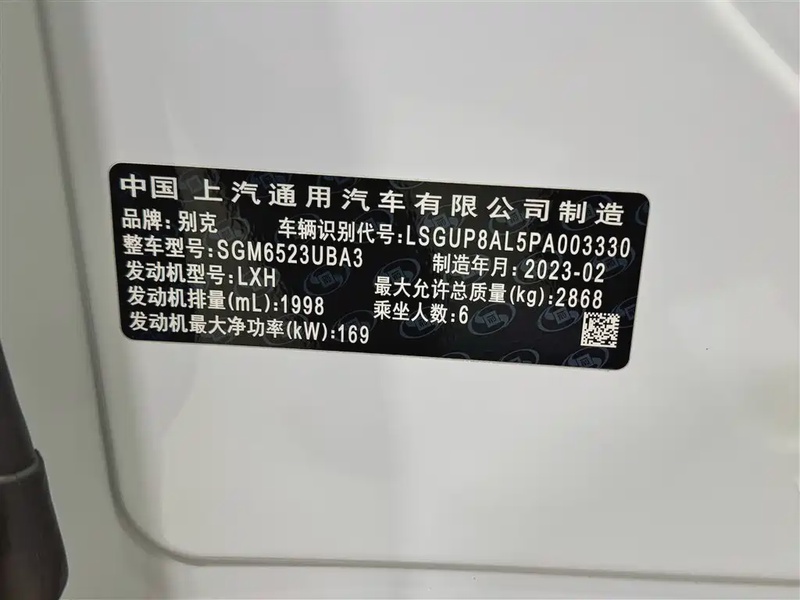 中国 上汽通用汽车有限公司制造
品牌:别克 车辆识别代号:LSGUP8AL5PA003330
整车型号:SGM6523UBA3 制造年月:2023-02
发动机型号:LXH 最大允许总质量(kg):2868
发动机排量(mL):1998 乘坐人数:6
发动机最大净功率(kW):169